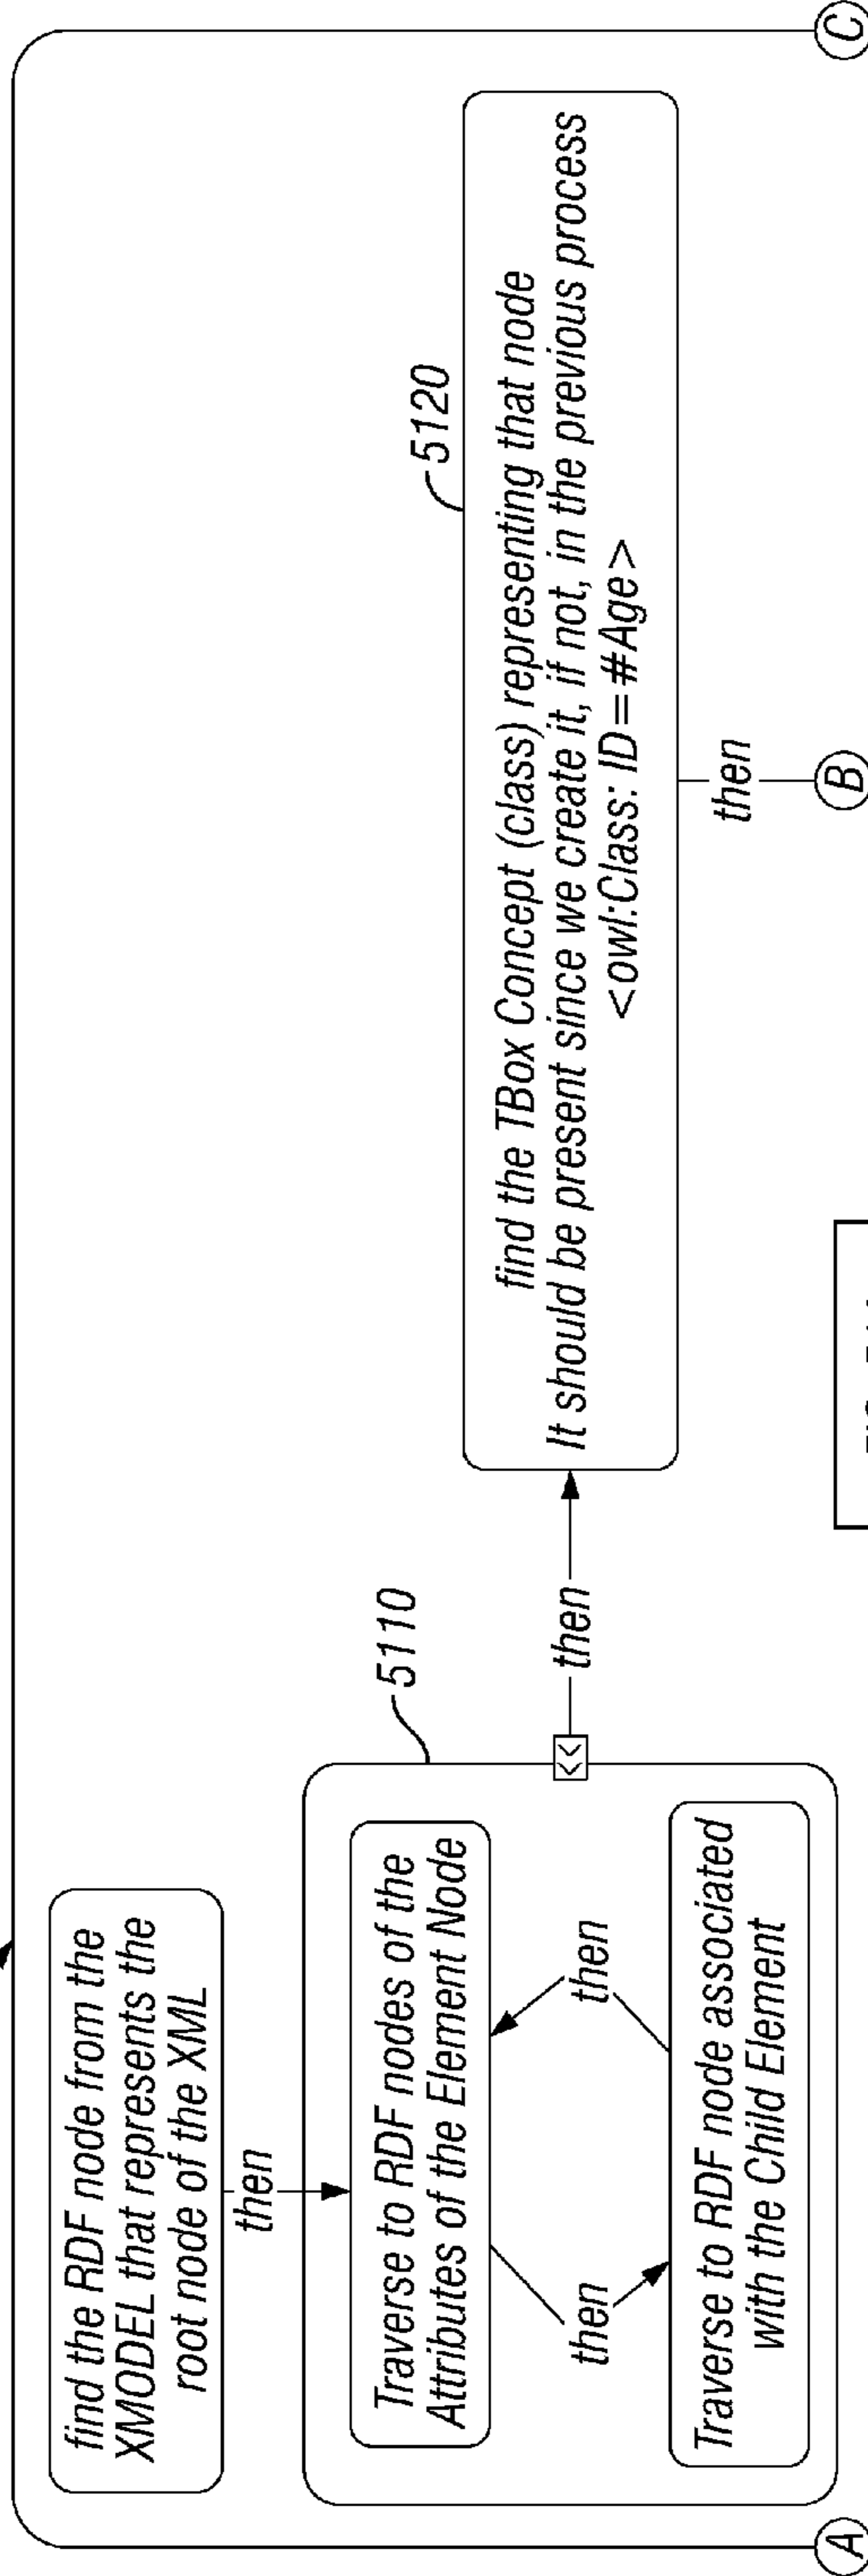 find the RDF node from the
XMODEL that represents the
root node of the XML
then
5110
Traverse to RDF nodes of the
Attributes of the Element Node
then
then
Traverse to RDF node associated
with the Child Element
<<
then
5120
find the TBox Concept (class) representing that node
It should be present since we create it, if not, in the previous process
<owl:Class: ID=#Age>
then
A
B
C